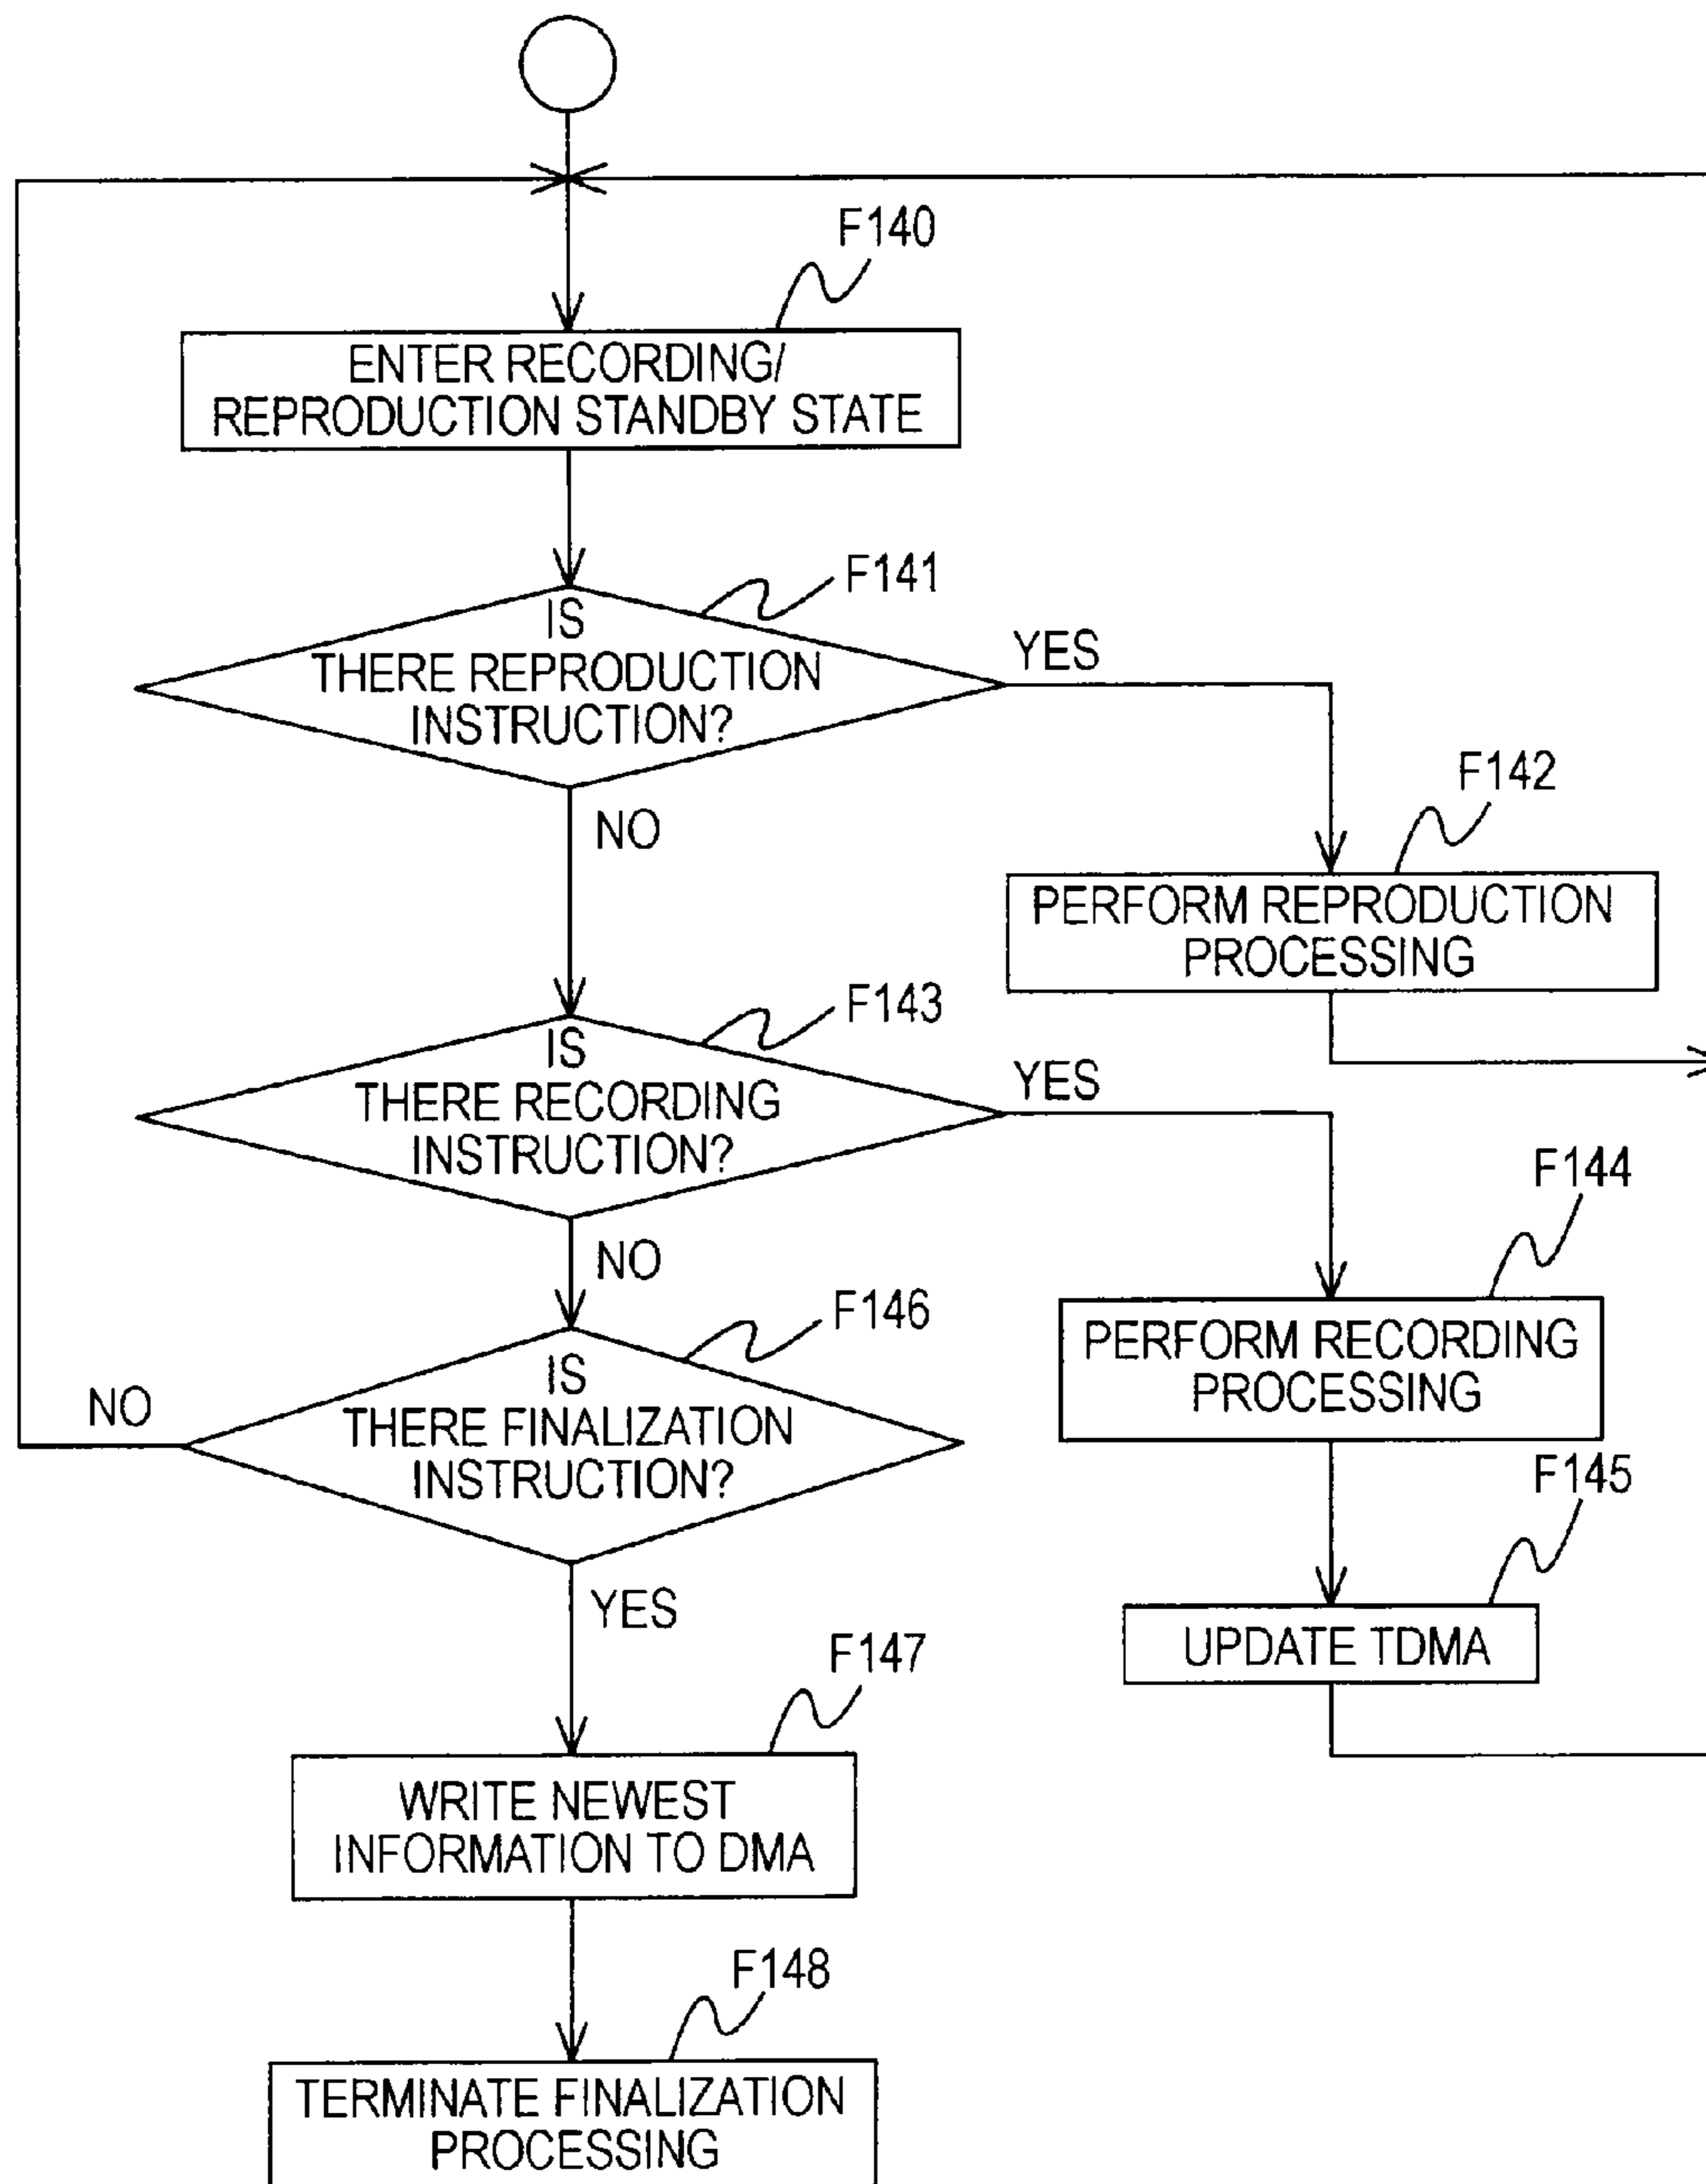 F140
ENTER RECORDING/
REPRODUCTION STANDBY STATE
F141
IS
THERE REPRODUCTION
INSTRUCTION?
YES
NO
F142
PERFORM REPRODUCTION
PROCESSING
F143
IS
THERE RECORDING
INSTRUCTION?
YES
NO
F144
PERFORM RECORDING
PROCESSING
F145
UPDATE TDMA
F146
IS
THERE FINALIZATION
INSTRUCTION?
NO
YES
F147
WRITE NEWEST
INFORMATION TO DMA
F148
TERMINATE FINALIZATION
PROCESSING